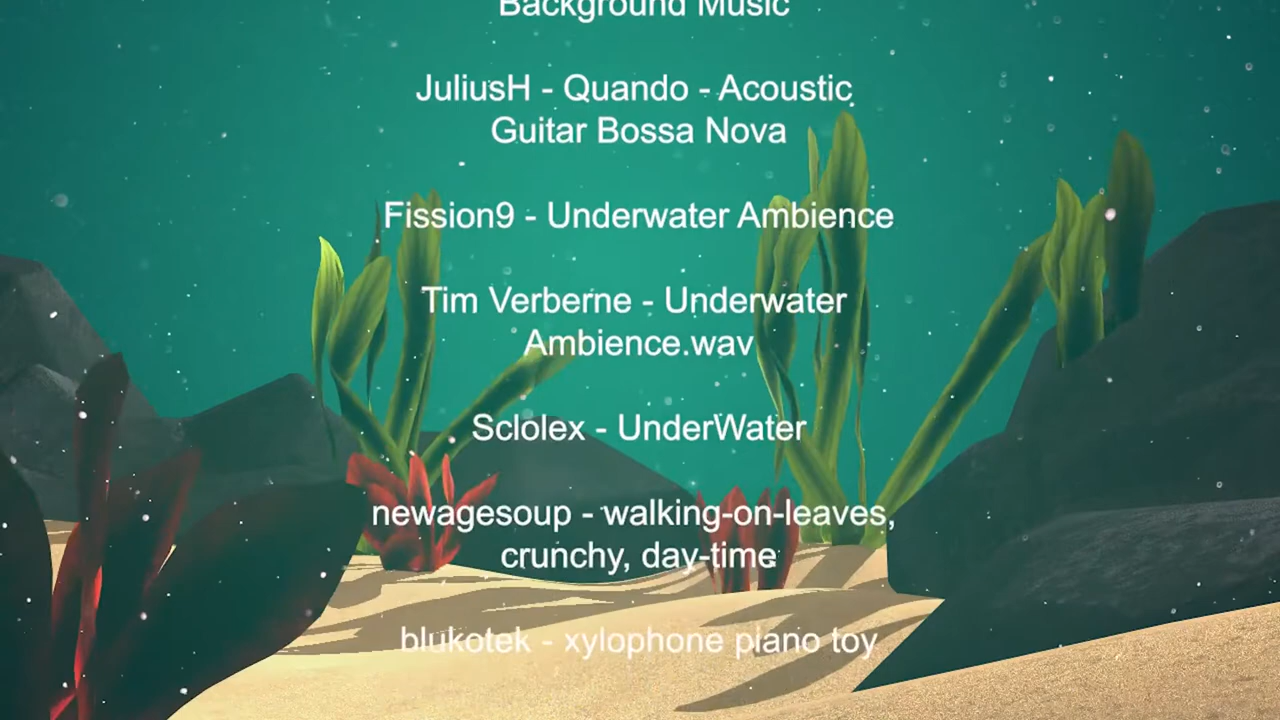 Background Music
JuliusH - Quando - Acoustic
Guitar Bossa Nova
Fission9 - Underwater Ambience
Tim Verberne - Underwater
Ambience.wav
Sclolex - UnderWater
newagesoup - walking-on-leaves,
crunchy, day-time
blukotek - xylophone piano toy